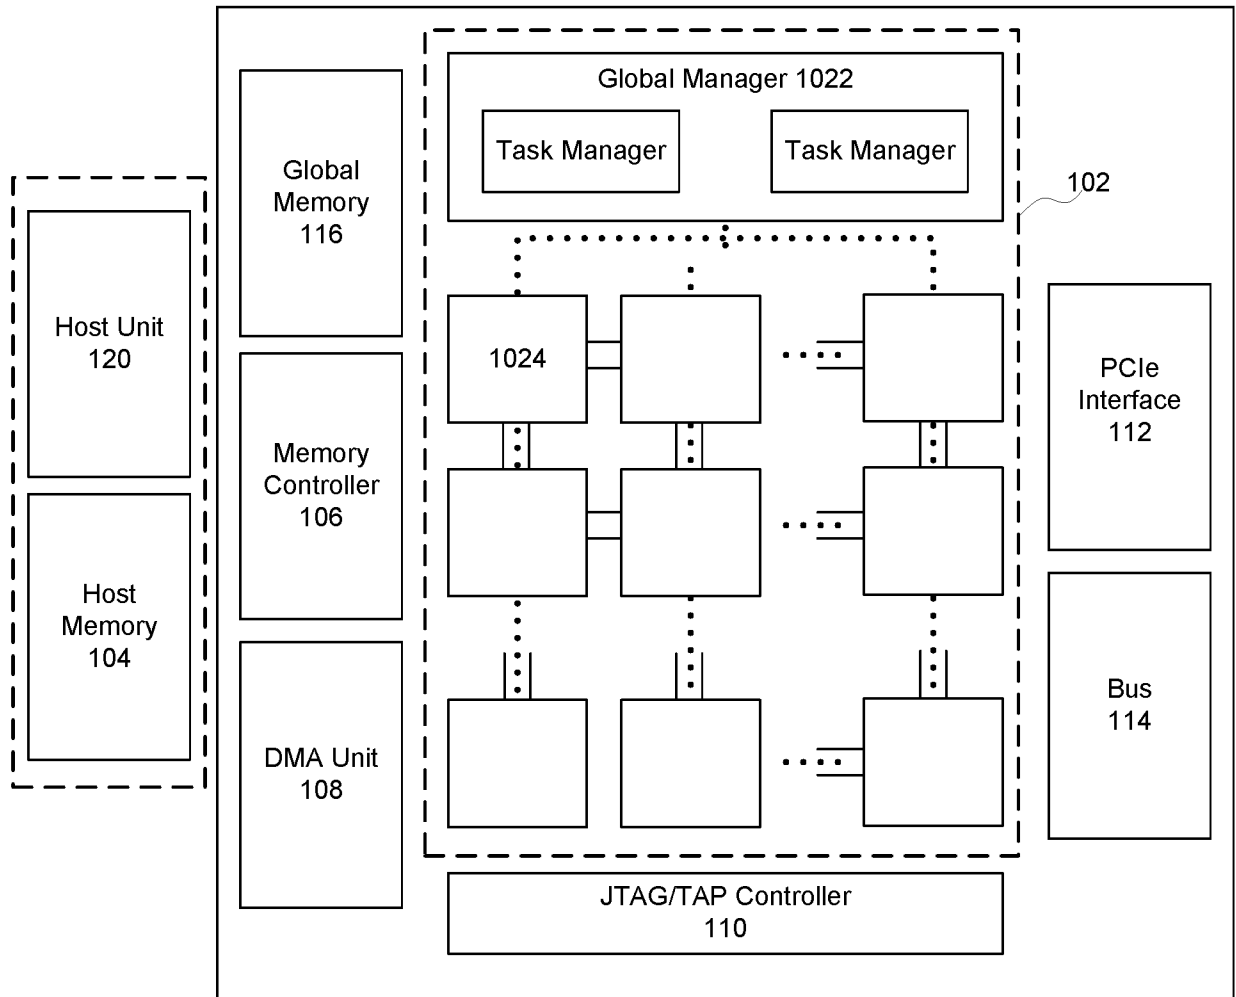 Global Manager 1022
Task Manager
Task Manager
102
Global
Memory
116
Host Unit
120
1024
PCIe
Interface
112
Memory
Controller
106
Host
Memory
104
Bus
114
DMA Unit
108
JTAG/TAP Controller
110